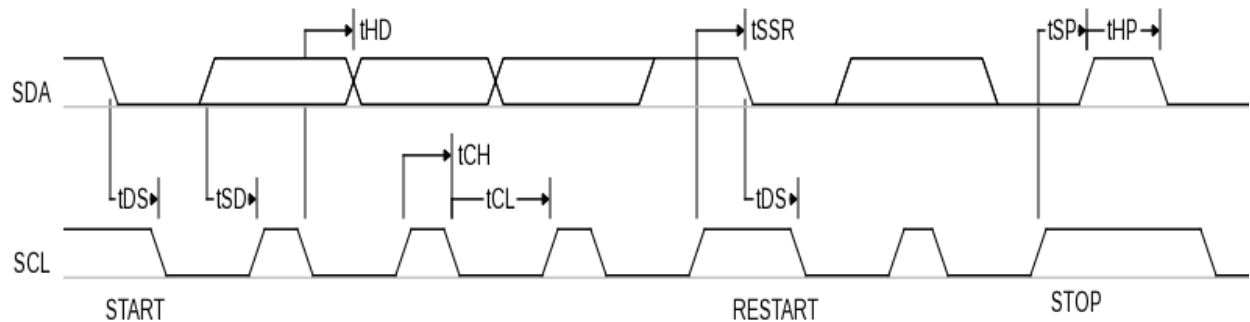 tHD tSSR tSP tHP
SDA
tCH
tDS tSD tCL tDS
SCL
START RESTART STOP